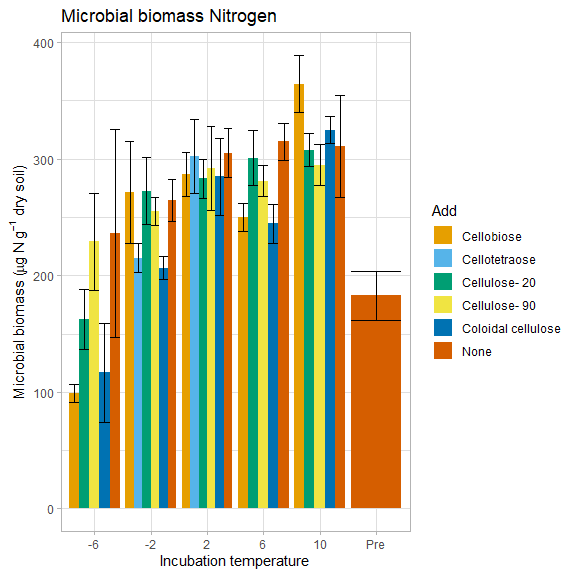 Microbial biomass Nitrogen
Microbial biomass (µg N g⁻¹ dry soil)
400
300
200
100
0
-6 -2 2 6 10 Pre
Incubation temperature
Add
Cellobiose
Cellotetraose
Cellulose- 20
Cellulose- 90
Coloidal cellulose
None